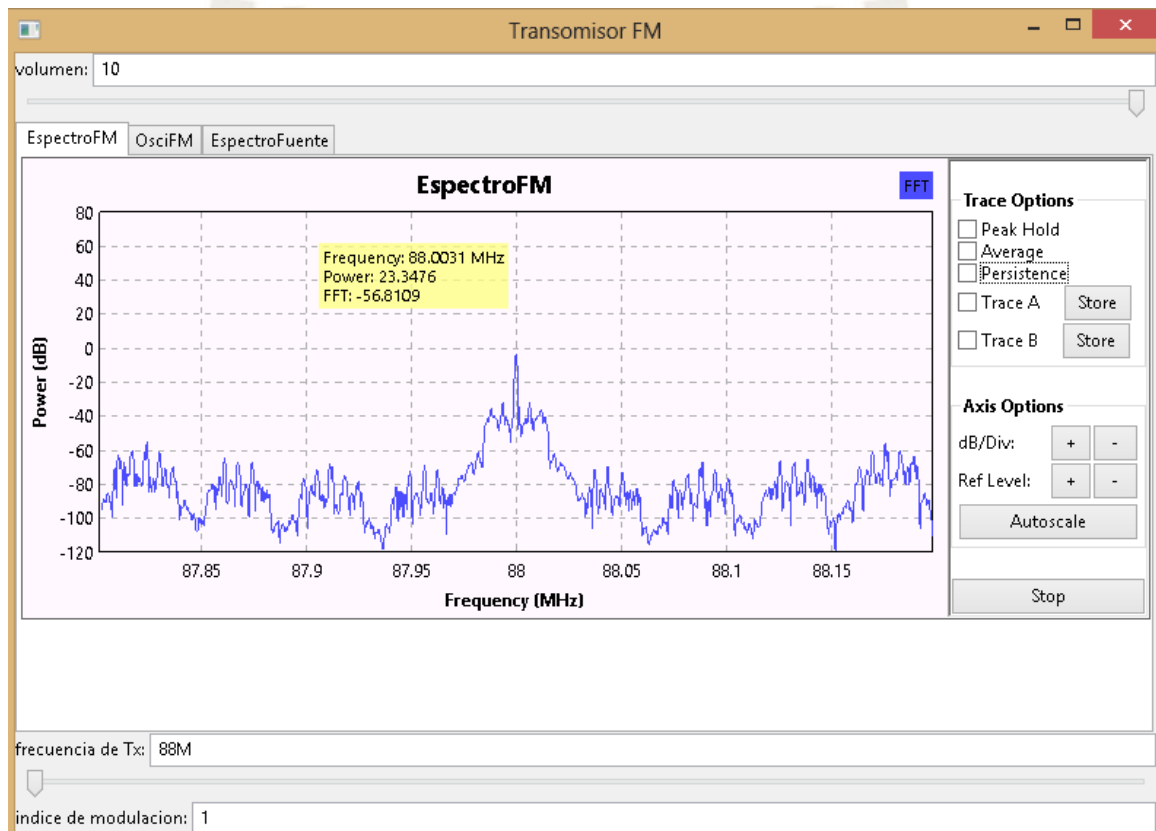 Transomisor FM
volumen: 10
EspectroFM OsciFM EspectroFuente
EspectroFM
FFT
80
60
40
20
0
-20
-40
-60
-80
-100
-120
Power (dB)
Frequency: 88.0031 MHz
Power: 23.3476
FFT: -56.8109
87.85 87.9 87.95 88 88.05 88.1 88.15
Frequency (MHz)
Trace Options
Peak Hold
Average
Persistence
Trace A Store
Trace B Store
Axis Options
dB/Div: + -
Ref Level: + -
Autoscale
Stop
frecuencia de Tx: 88M
indice de modulacion: 1